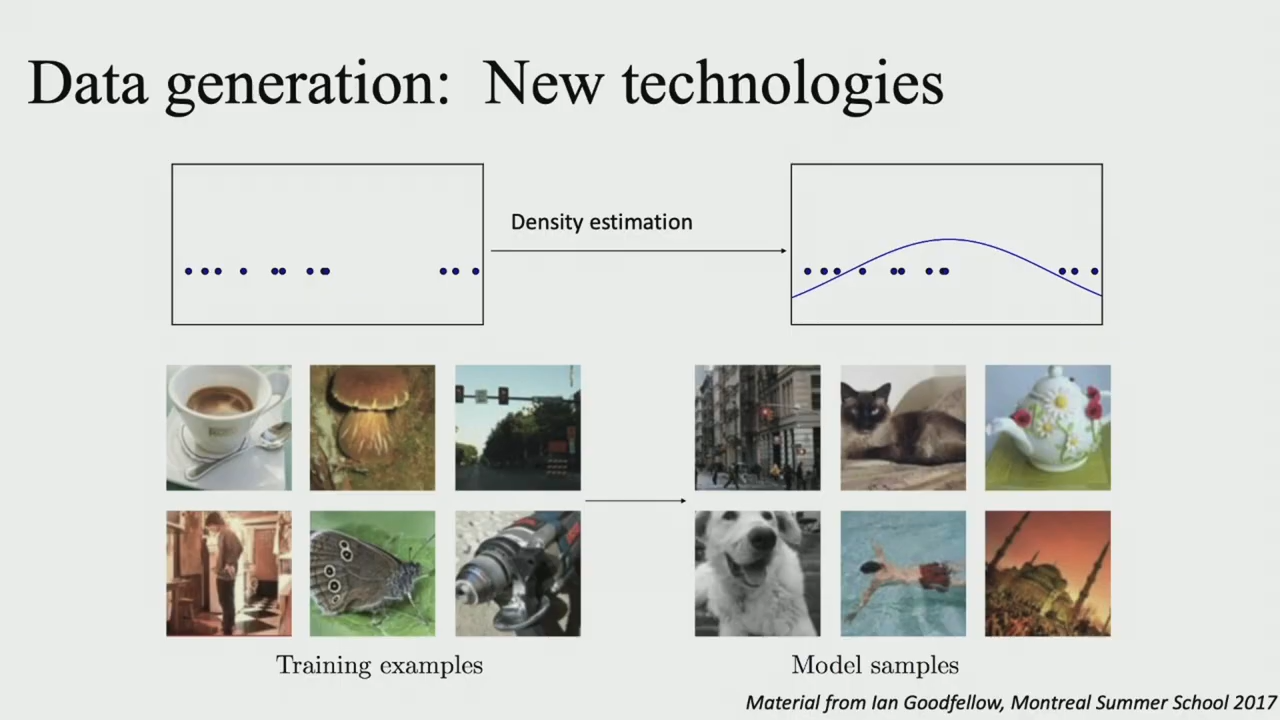 Data generation: New technologies
Density estimation
Training examples
Model samples
Material from Ian Goodfellow, Montreal Summer School 2017